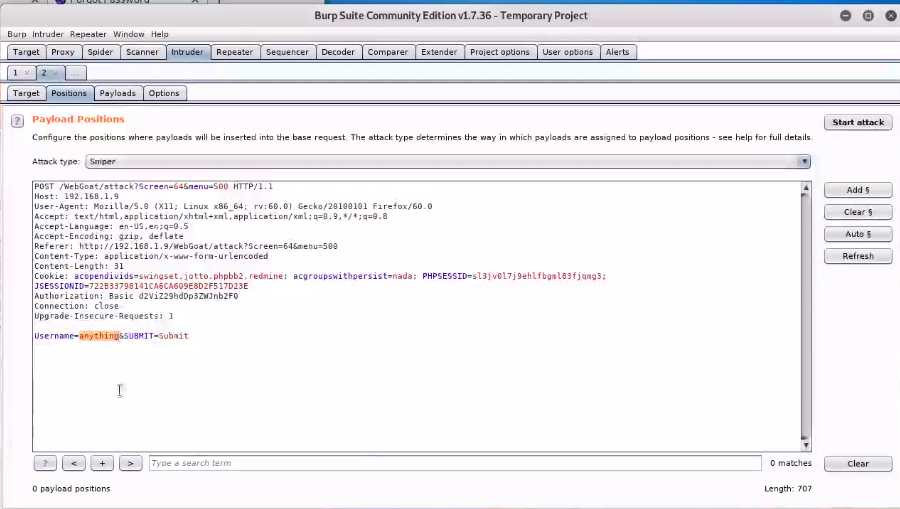 Forgot Password
Burp Suite Community Edition v1.7.36 - Temporary Project
Burp Intruder Repeater Window Help
Target Proxy Spider Scanner Intruder Repeater Sequencer Decoder Comparer Extender Project options User options Alerts
1 × 2 × ...
Target Positions Payloads Options
? Payload Positions
Start attack
Configure the positions where payloads will be inserted into the base request. The attack type determines the way in which payloads are assigned to payload positions - see help for full details.
Attack type: Sniper
POST /WebGoat/attack?Screen=64&menu=500 HTTP/1.1
Host: 192.168.1.9
User-Agent: Mozilla/5.0 (X11; Linux x86_64; rv:60.0) Gecko/20100101 Firefox/60.0
Accept: text/html,application/xhtml+xml,application/xml;q=0.9,*/*;q=0.8
Accept-Language: en-US,en;q=0.5
Accept-Encoding: gzip, deflate
Referer: http://192.168.1.9/WebGoat/attack?Screen=64&menu=500
Content-Type: application/x-www-form-urlencoded
Content-Length: 31
Cookie: acopendivids=swingset,jotto,phpbb2,redmine; acgroupswithpersist=nada; PHPSESSID=sl3jv0l7j9ehlfbgml83fjqmg3;
JSESSIONID=722B33798141CA6CA6D9E8D2F517D23E
Authorization: Basic d2ViZ29hdDp3ZWJnb2F0
Connection: close
Upgrade-Insecure-Requests: 1
Username=anything&SUBMIT=Submit
Add §
Clear §
Auto §
Refresh
? < + > Type a search term 0 matches Clear
0 payload positions Length: 707